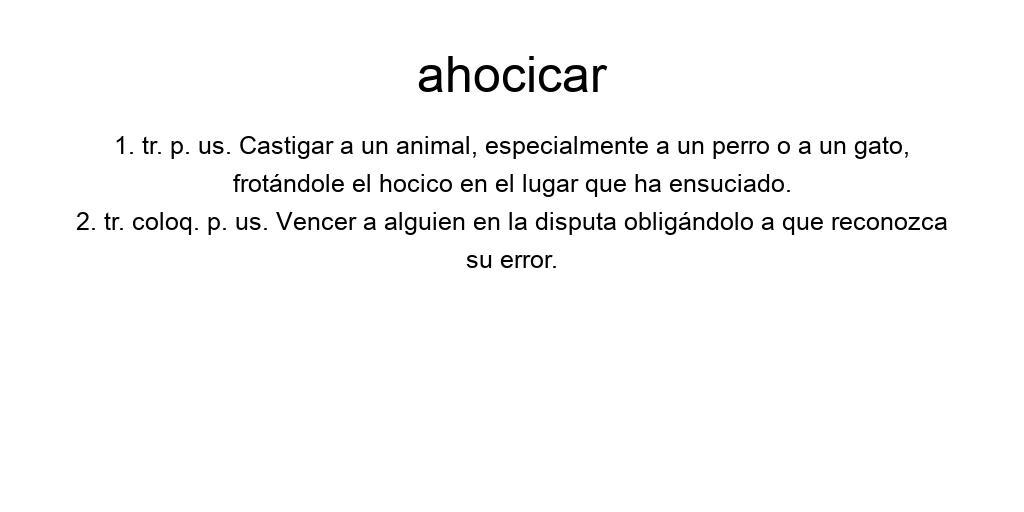 ahocicar
1. tr. p. us. Castigar a un animal, especialmente a un perro o a un gato,
frotándole el hocico en el lugar que ha ensuciado.
2. tr. coloq. p. us. Vencer a alguien en la disputa obligándolo a que reconozca
su error.